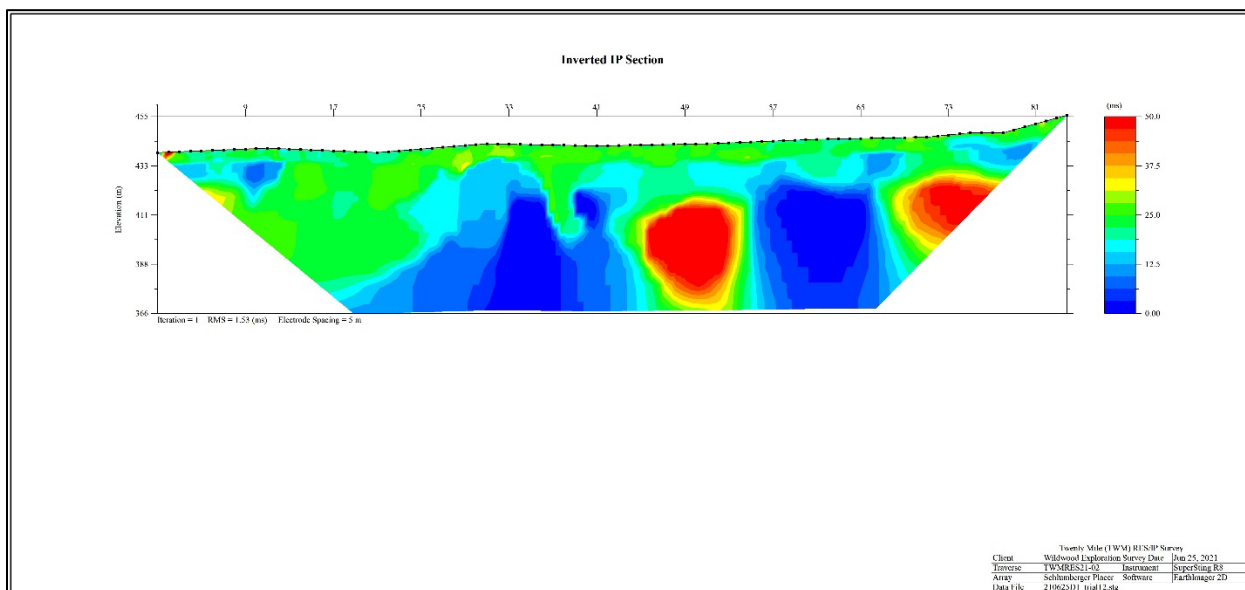 Inverted IP Section
9 17 25 33 41 49 57 65 73 81 (ms)
455
433
411
388
366
Elevation (m)
50.0
37.5
25.0
12.5
0.00
Iteration = 1 RMS = 1.53 (ms) Electrode Spacing = 5 m
Twenty Mile (TWM) RES/IP Survey
Client Wildwood Exploration Survey Date Jun 25, 2021
Traverse TWMRES21-02 Instrument SuperSting R8
Array Schlumberger Placer Software EarthImager 2D
Data File 210625D1_trial12.stg